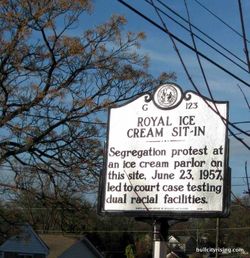 G 123
ROYAL ICE
CREAM SIT-IN
Segregation protest at
an ice cream parlor on
this site, June 23, 1957,
led to court case testing
dual racial facilities.
bullcityrising.com